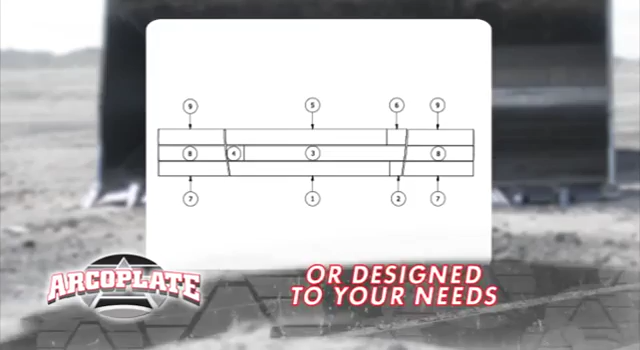 9 5 6 9
8 4 3 8
7 1 2 7
ARCOPLATE
OR DESIGNED
TO YOUR NEEDS